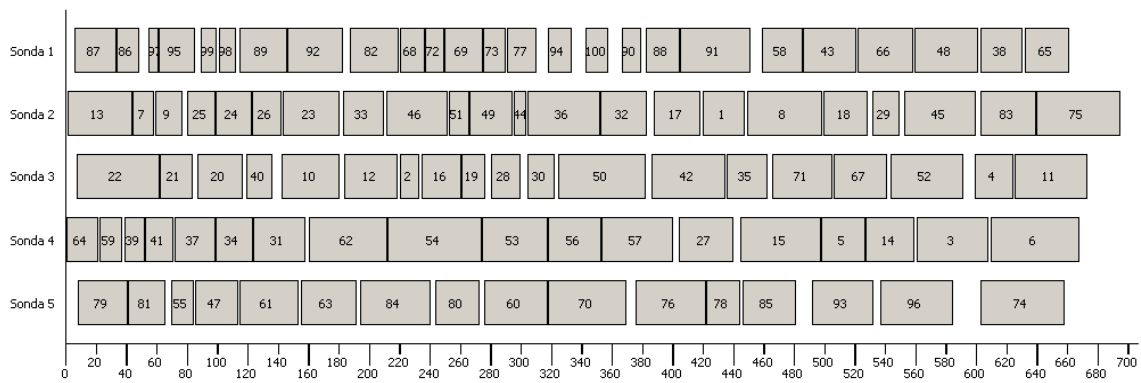 Sonda 1 87 86 97 95 99 98 89 92 82 68 72 69 73 77 94 100 90 88 91 58 43 66 48 38 65
Sonda 2 13 7 9 25 24 26 23 33 46 51 49 44 36 32 17 1 8 18 29 45 83 75
Sonda 3 22 21 20 40 10 12 2 16 19 28 30 50 42 35 71 67 52 4 11
Sonda 4 64 59 39 41 37 34 31 62 54 53 56 57 27 15 5 14 3 6
Sonda 5 79 81 55 47 61 63 84 80 60 70 76 78 85 93 96 74
20 60 100 140 180 220 260 300 340 380 420 460 500 540 580 620 660 700
0 40 80 120 160 200 240 280 320 360 400 440 480 520 560 600 640 680